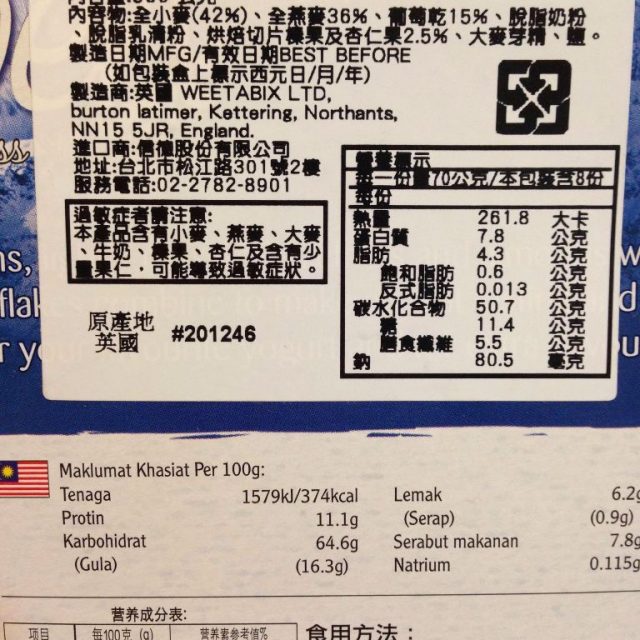 內容物:全小麥(42%)、全燕麥36%、葡萄乾15%、脫脂奶粉
、脫脂乳清粉、烘焙切片榛果及杏仁果2.5%、大麥芽精、鹽。
製造日期MFG/有效日期BEST BEFORE
(如包裝盒上標示西元日/月/年)
製造商:英國 WEETABIX LTD,
burton latimer, Kettering, Northants,
NN15 5JR, England.
進口商:信德股份有限公司
地址:台北市松江路301號2樓
服務電話:02-2782-8901
過敏症者請注意:
本產品含有小麥、燕麥、大麥
、牛奶、榛果、杏仁及含有少
量果仁，可能導致過敏症狀。
原產地
英國
#201246
營養標示
每一份量70公克/本包裝含8份
每份
熱量 261.8 大卡
蛋白質 7.8 公克
脂肪 4.3 公克
飽和脂肪 0.6 公克
反式脂肪 0.013 公克
碳水化合物 50.7 公克
糖 11.4 公克
膳食纖維 5.5 公克
鈉 80.5 毫克
Maklumat Khasiat Per 100g:
Tenaga 1579kJ/374kcal
Protin 11.1g
Karbohidrat 64.6g
(Gula) (16.3g)
Lemak 6.2g
(Serap) (0.9g)
Serabut makanan 7.8g
Natrium 0.115g
营养成分表:
项目 每100克 (g) 营养素参考值%
食用方法：